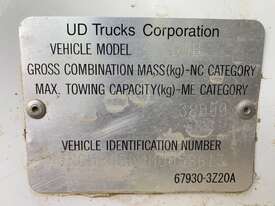 UD Trucks Corporation
VEHICLE MODEL
GROSS COMBINATION MASS(kg)-NC CATEGORY
MAX. TOWING CAPACITY(kg)-ME CATEGORY
VEHICLE IDENTIFICATION NUMBER
67930-3Z20A